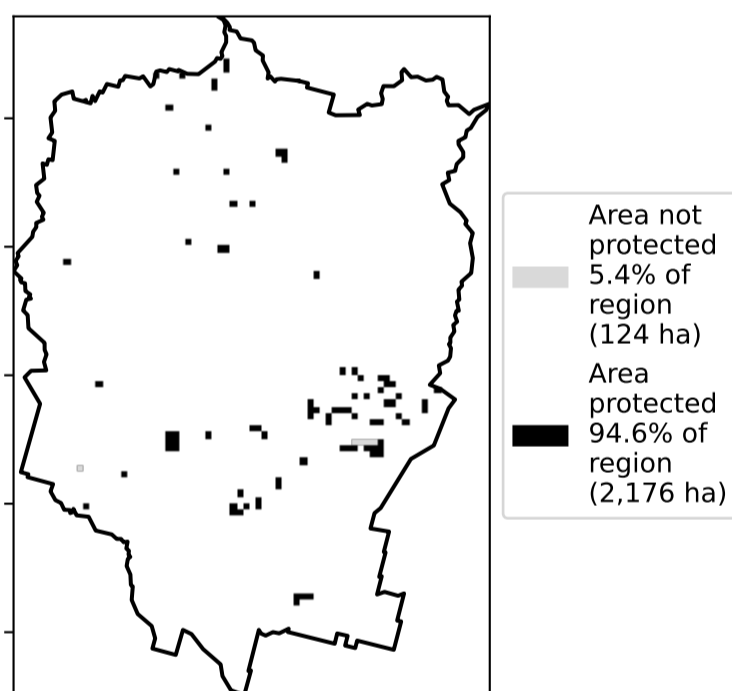 Area not
protected
5.4% of
region
(124 ha)
Area
protected
94.6% of
region
(2,176 ha)